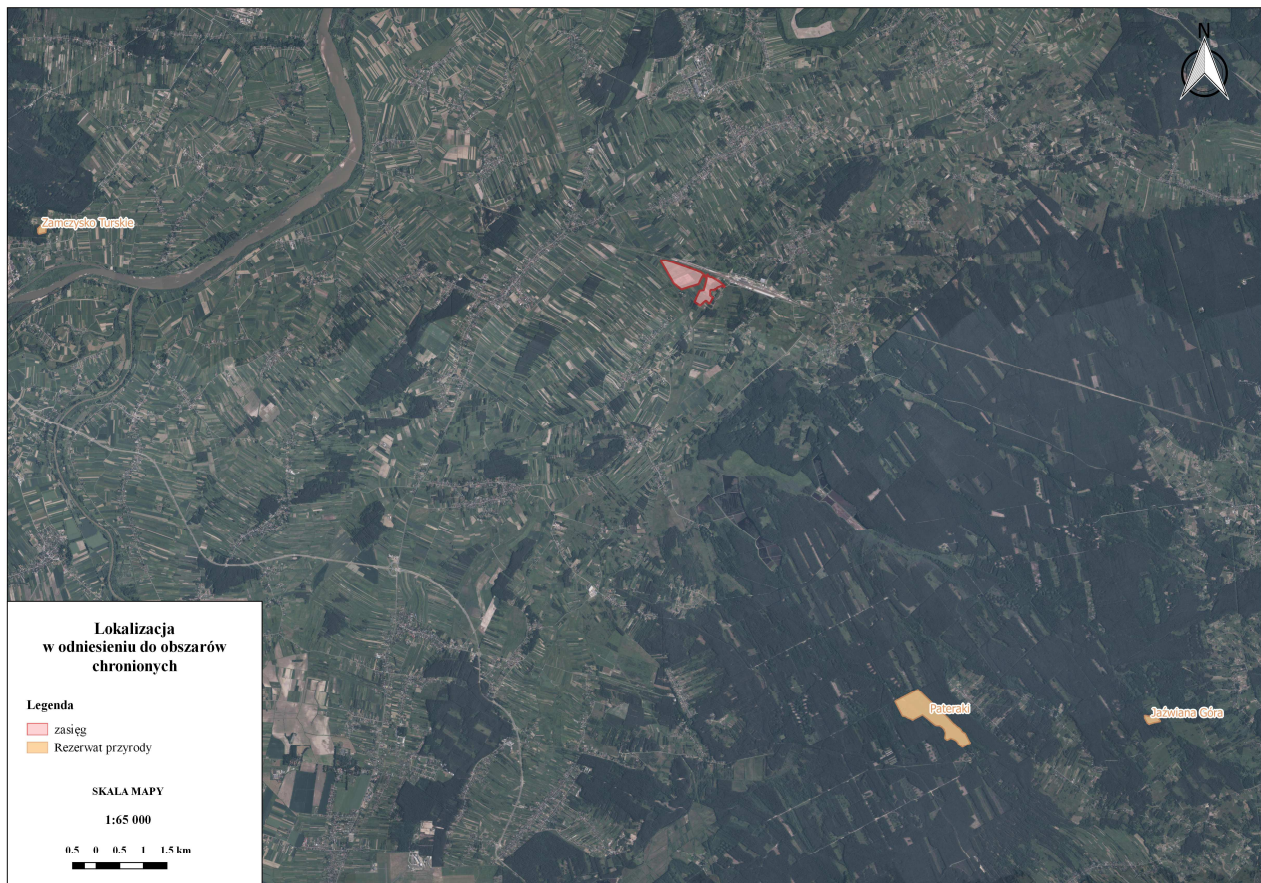 N
Zamczysko Turskie
Pateraki
Jaźwiana Góra
Lokalizacja
w odniesieniu do obszarów
chronionych
Legenda
zasięg
Rezerwat przyrody
SKALA MAPY
1:65 000
0.5 0 0.5 1 1.5 km